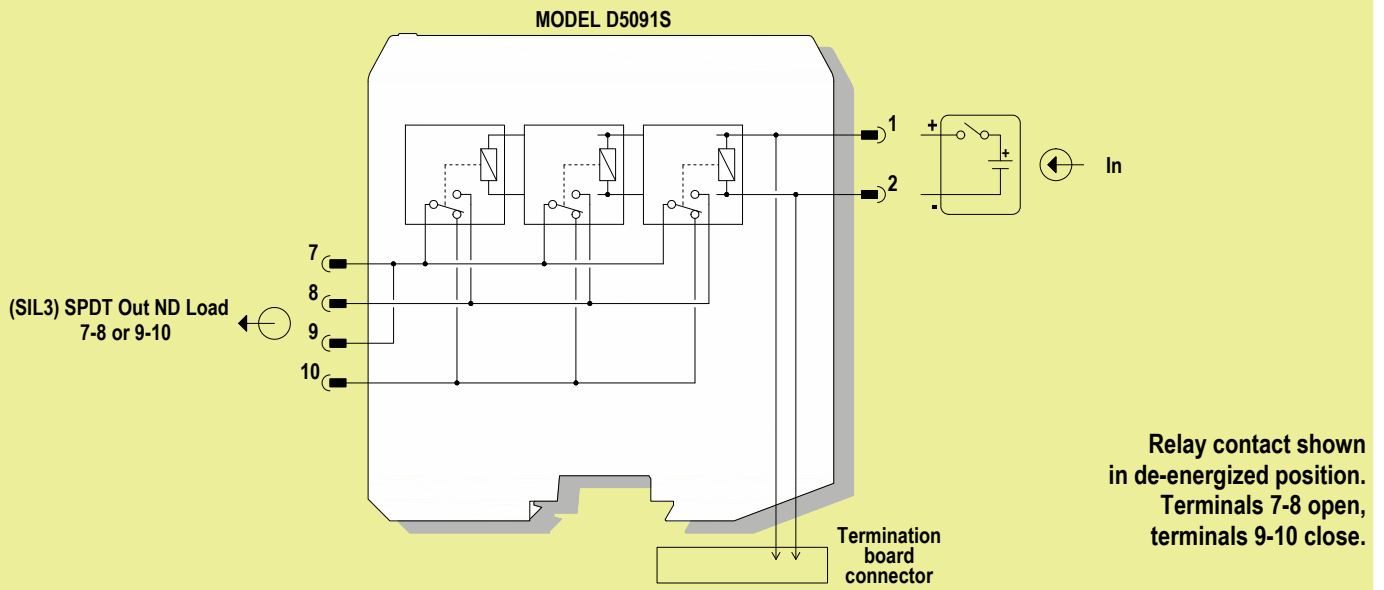 MODEL D5091S
1
+
+
In
2
-
7
8
(SIL3) SPDT Out ND Load
7-8 or 9-10
9
10
Relay contact shown
in de-energized position.
Terminals 7-8 open,
terminals 9-10 close.
Termination
board
connector